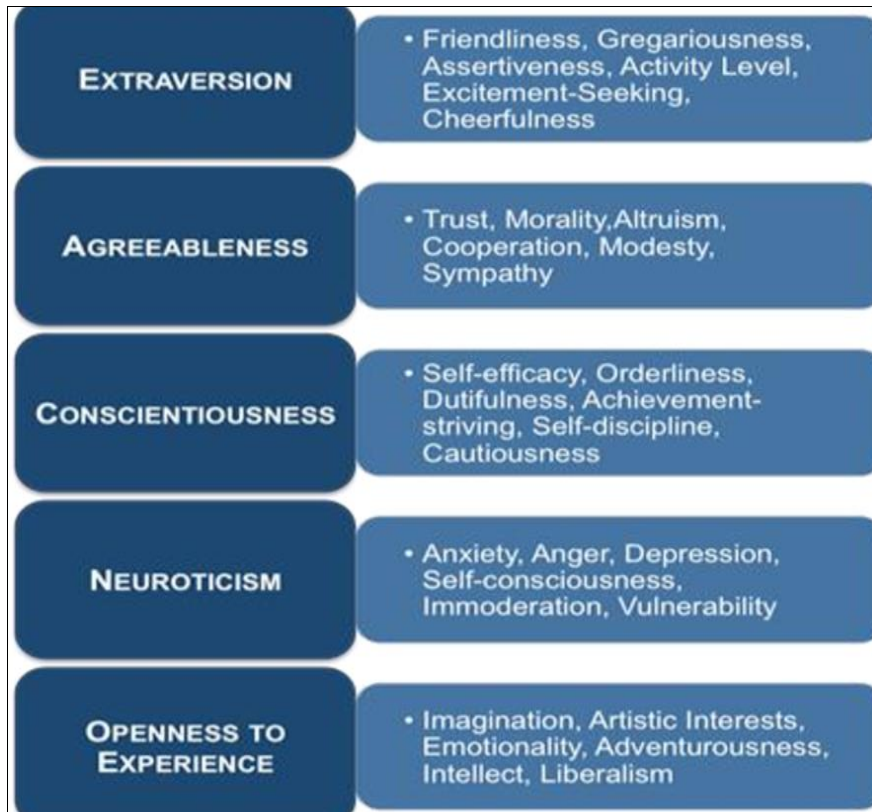 EXTRAVERSION
• Friendliness, Gregariousness,
Assertiveness, Activity Level,
Excitement-Seeking,
Cheerfulness
AGREEABLENESS
• Trust, Morality,Altruism,
Cooperation, Modesty,
Sympathy
CONSCIENTIOUSNESS
• Self-efficacy, Orderliness,
Dutifulness, Achievement-
striving, Self-discipline,
Cautiousness
NEUROTICISM
• Anxiety, Anger, Depression,
Self-consciousness,
Immoderation, Vulnerability
OPENNESS TO
EXPERIENCE
• Imagination, Artistic Interests,
Emotionality, Adventurousness,
Intellect, Liberalism